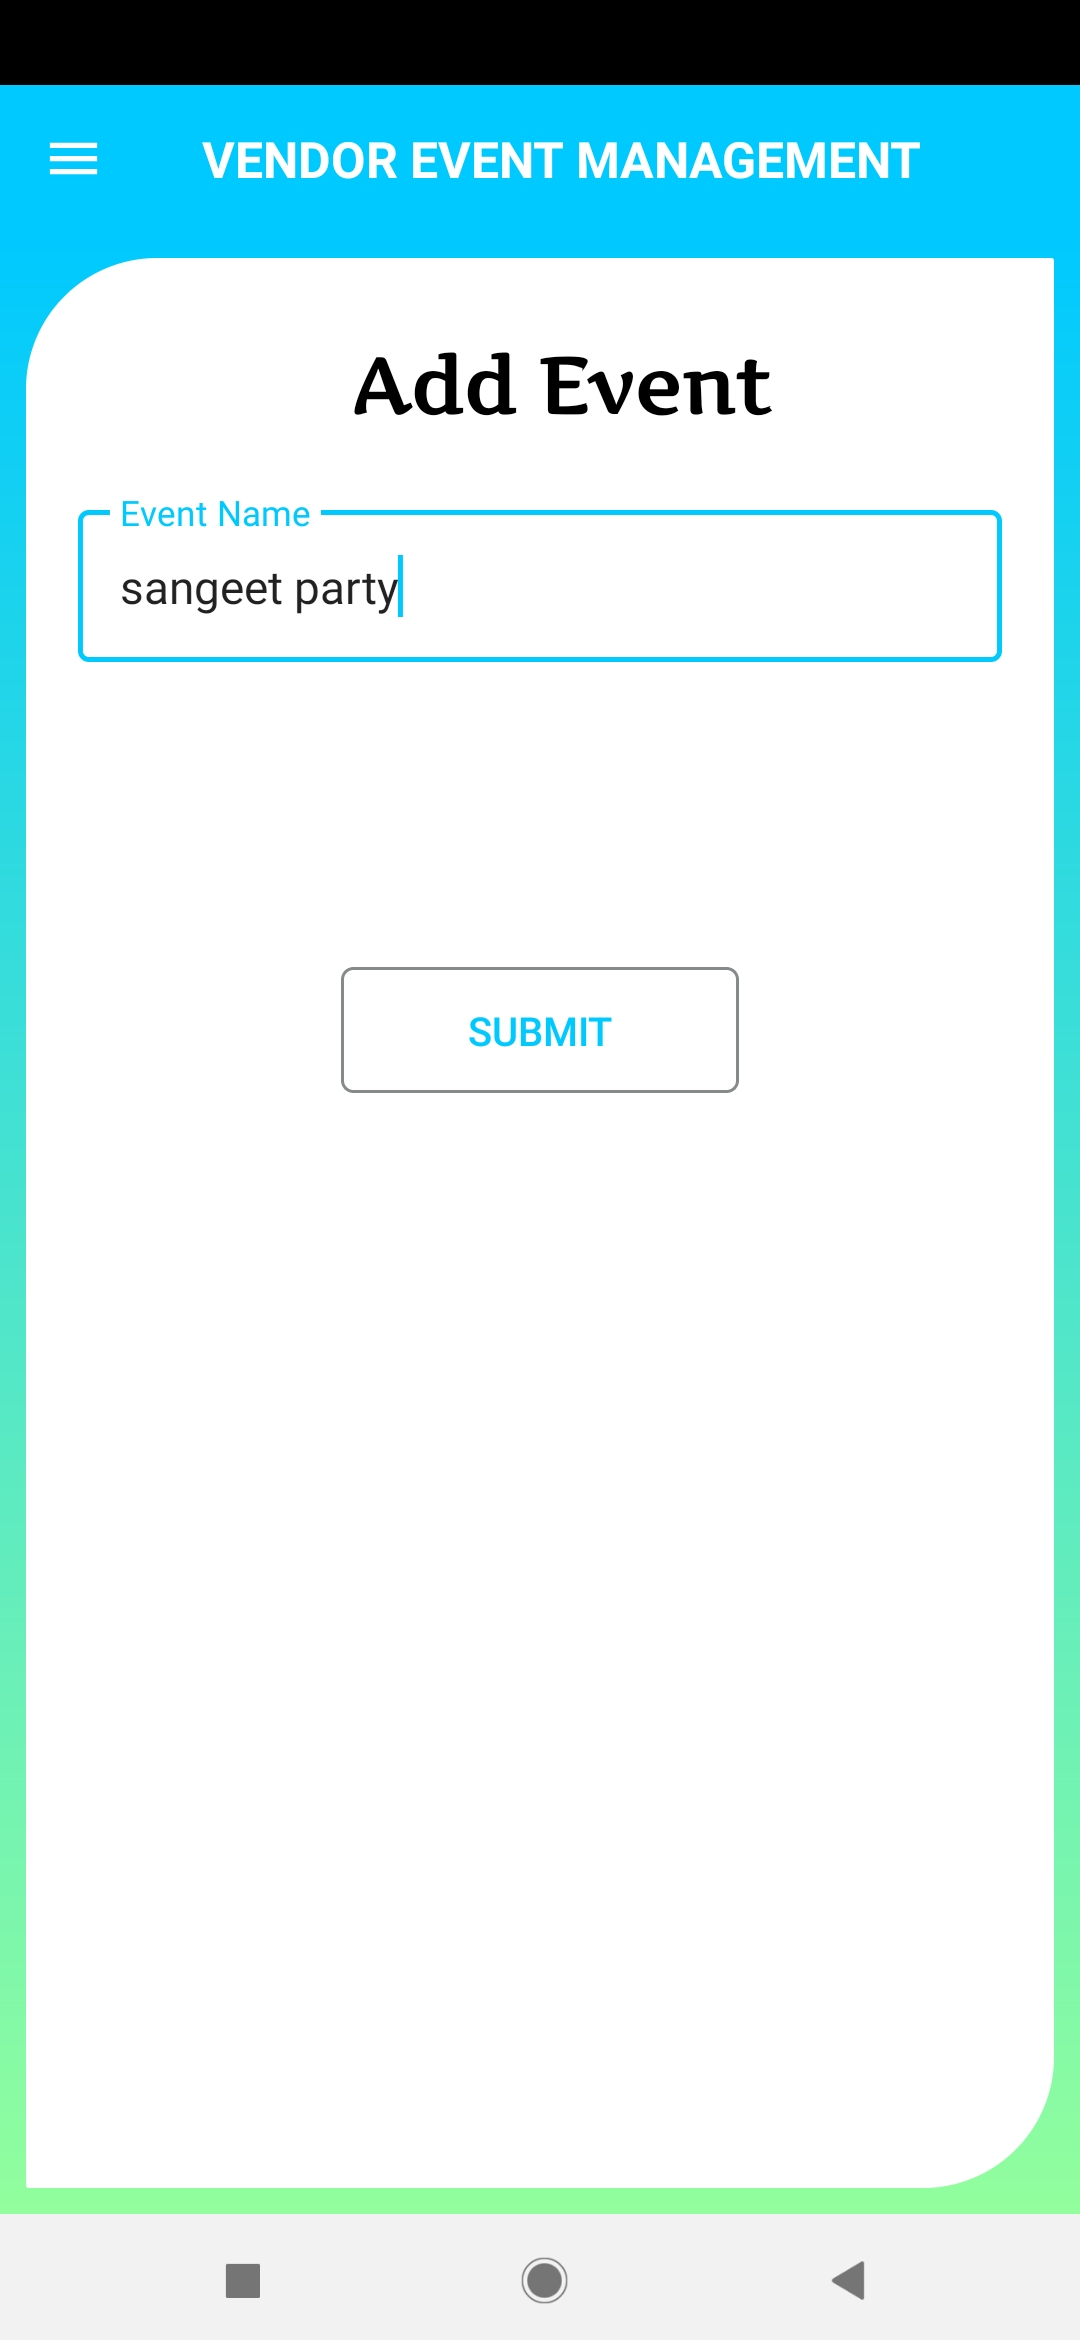 VENDOR EVENT MANAGEMENT
Add Event
Event Name
sangeet party
SUBMIT